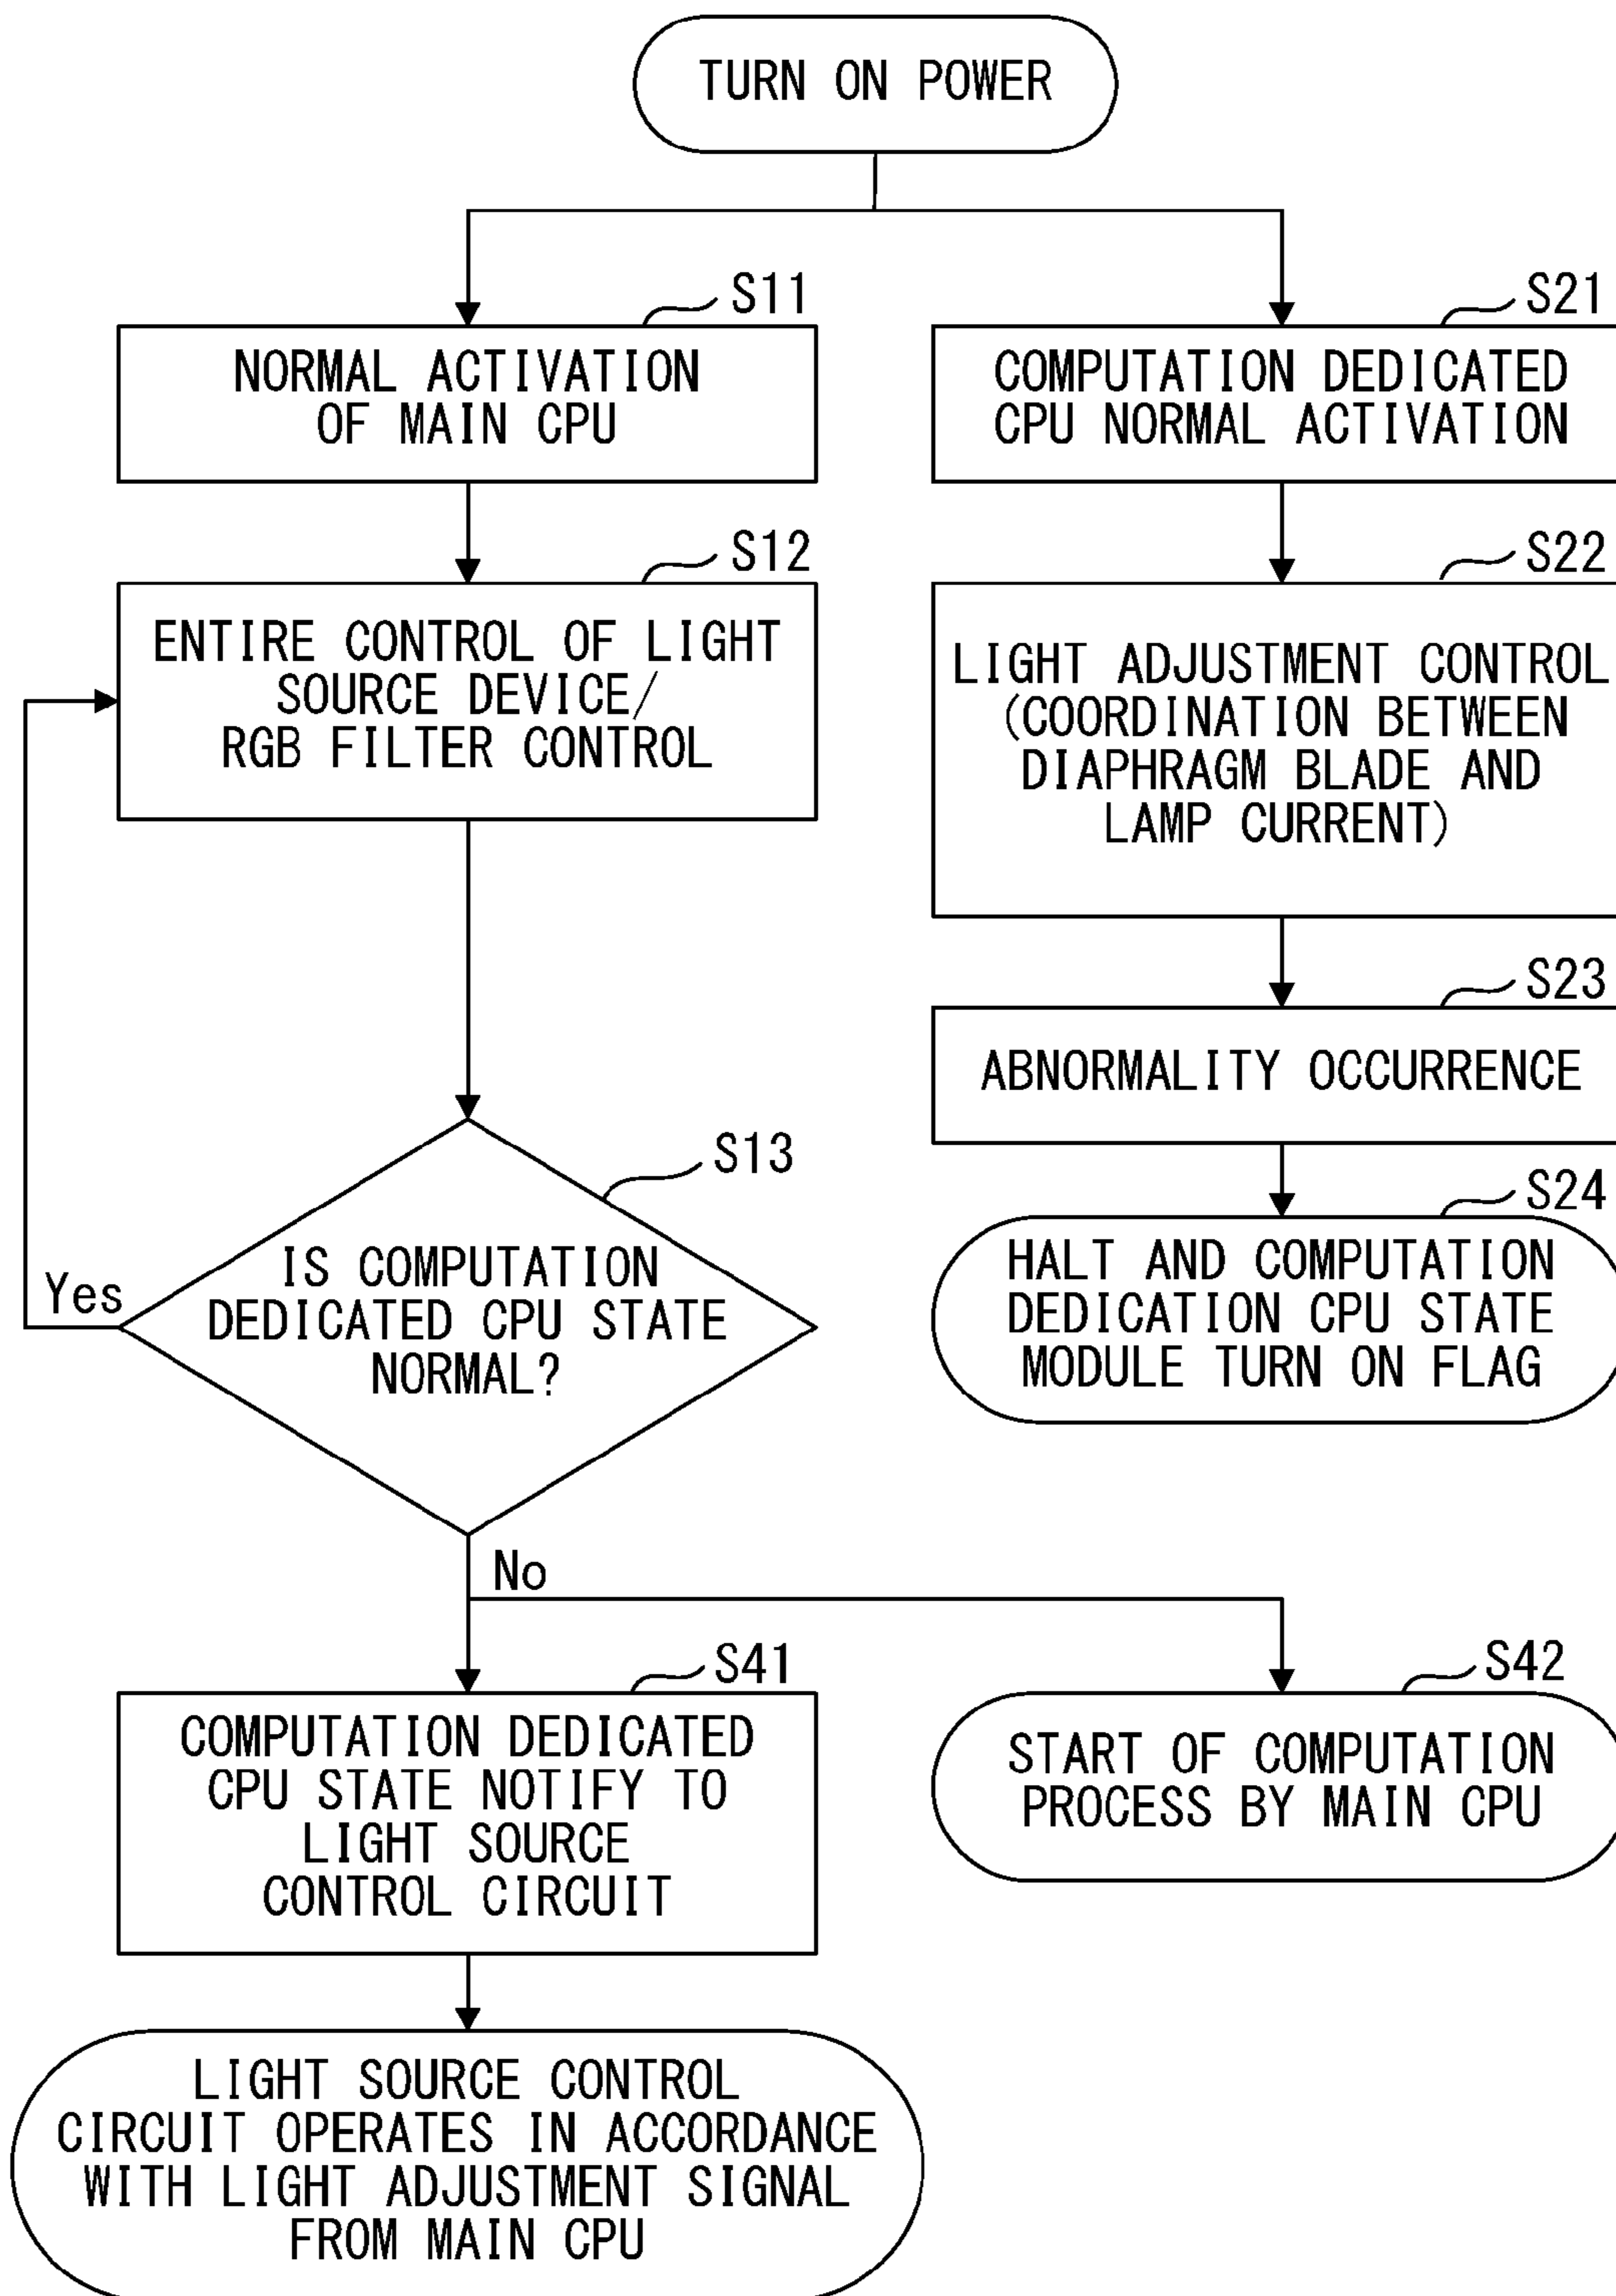 TURN ON POWER
S11
NORMAL ACTIVATION
OF MAIN CPU
S21
COMPUTATION DEDICATED
CPU NORMAL ACTIVATION
S12
ENTIRE CONTROL OF LIGHT
SOURCE DEVICE/
RGB FILTER CONTROL
S22
LIGHT ADJUSTMENT CONTROL
(COORDINATION BETWEEN
DIAPHRAGM BLADE AND
LAMP CURRENT)
S23
ABNORMALITY OCCURRENCE
S13
IS COMPUTATION
DEDICATED CPU STATE
NORMAL?
Yes
No
S24
HALT AND COMPUTATION
DEDICATION CPU STATE
MODULE TURN ON FLAG
S41
COMPUTATION DEDICATED
CPU STATE NOTIFY TO
LIGHT SOURCE
CONTROL CIRCUIT
S42
START OF COMPUTATION
PROCESS BY MAIN CPU
LIGHT SOURCE CONTROL
CIRCUIT OPERATES IN ACCORDANCE
WITH LIGHT ADJUSTMENT SIGNAL
FROM MAIN CPU